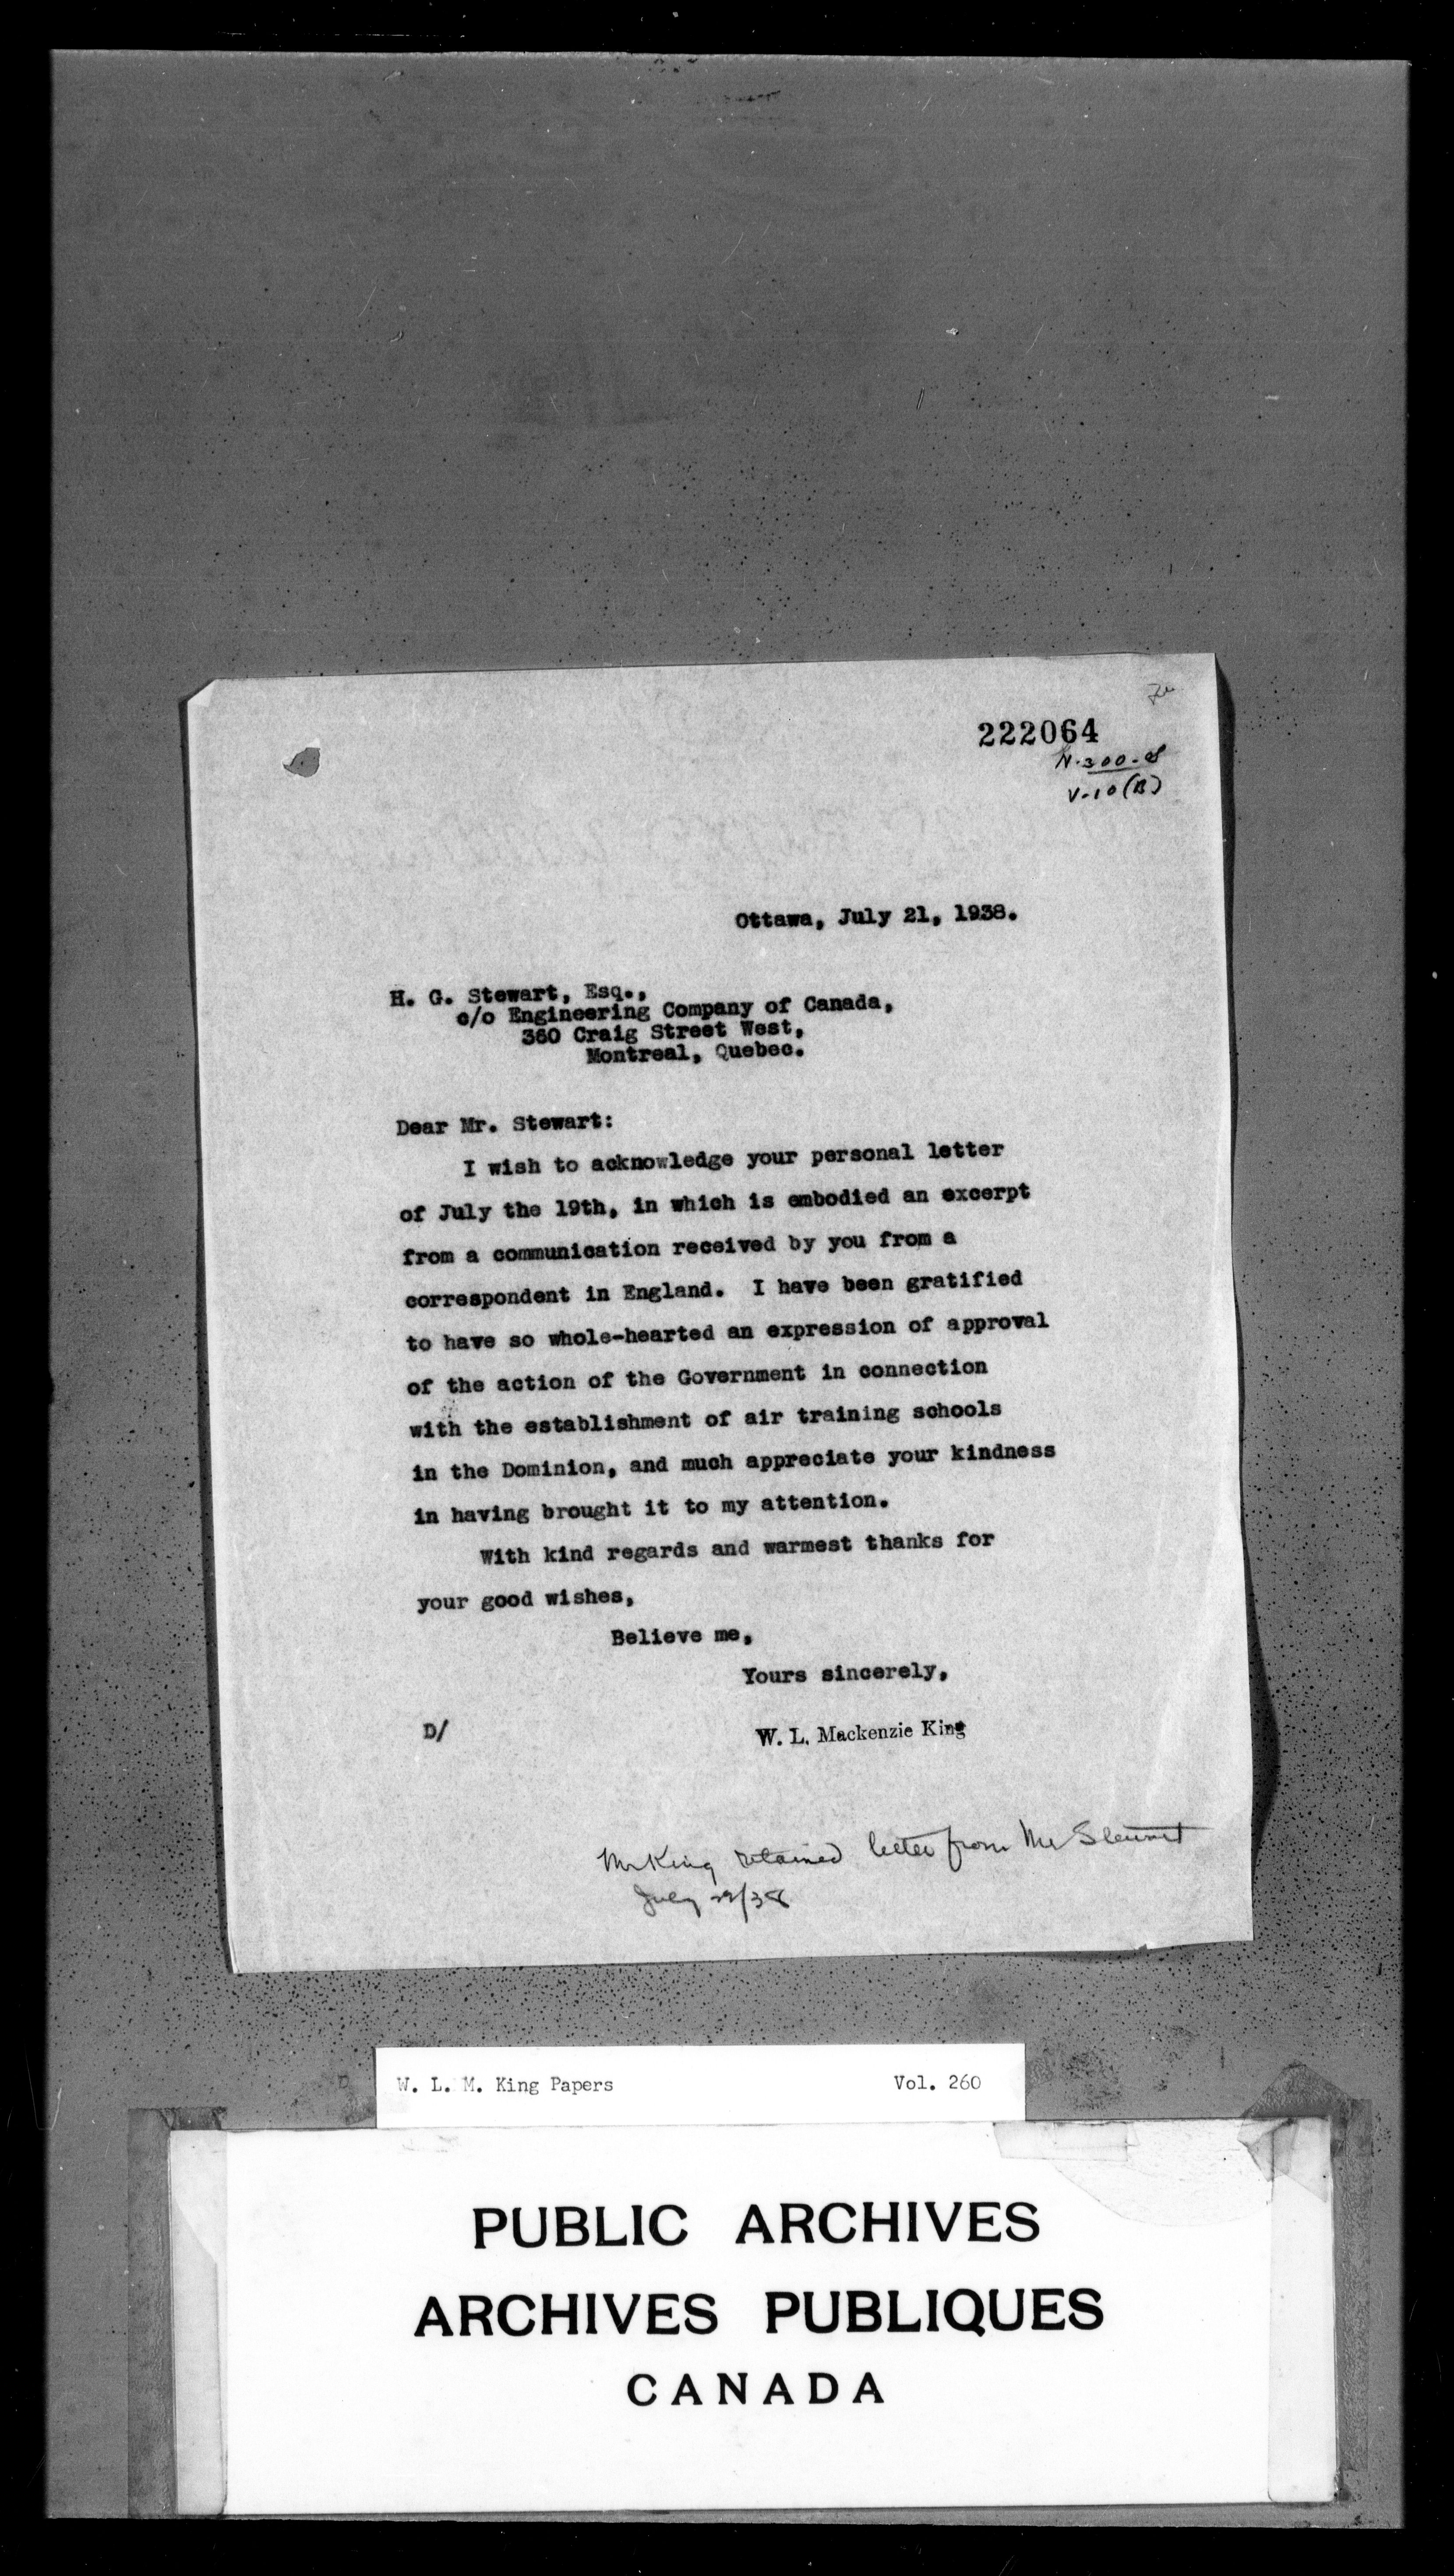 222064
N-300-8
V-10(B)
Ottawa, July 21, 1938.
H. G. Stewart, Esq.,
c/o Engineering Company of Canada,
360 Craig Street West,
Montreal, Quebec.
Dear Mr. Stewart:
I wish to acknowledge your personal letter
of July the 19th, in which is embodied an excerpt
from a communication received by you from a
correspondent in England. I have been gratified
to have so whole-hearted an expression of approval
of the action of the Government in connection
with the establishment of air training schools
in the Dominion, and much appreciate your kindness
in having brought it to my attention.
With kind regards and warmest thanks for
your good wishes,
Believe me,
Yours sincerely,
D/
W. L. Mackenzie King
Mr King retained letter from Mr Stewart
July /38
W. L. M. King Papers Vol. 260
PUBLIC ARCHIVES
ARCHIVES PUBLIQUES
CANADA